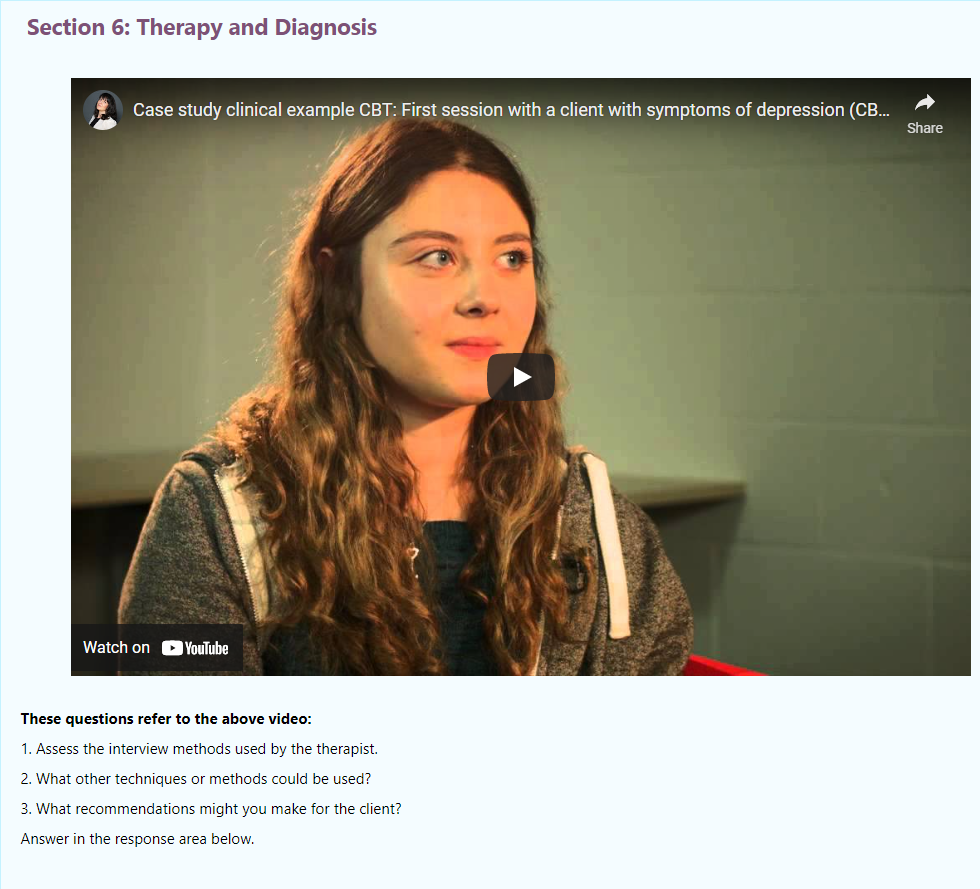 Section 6: Therapy and Diagnosis
Case study clinical example CBT: First session with a client with symptoms of depression (CB...
Share
Watch on YouTube
These questions refer to the above video:
1. Assess the interview methods used by the therapist.
2. What other techniques or methods could be used?
3. What recommendations might you make for the client?
Answer in the response area below.